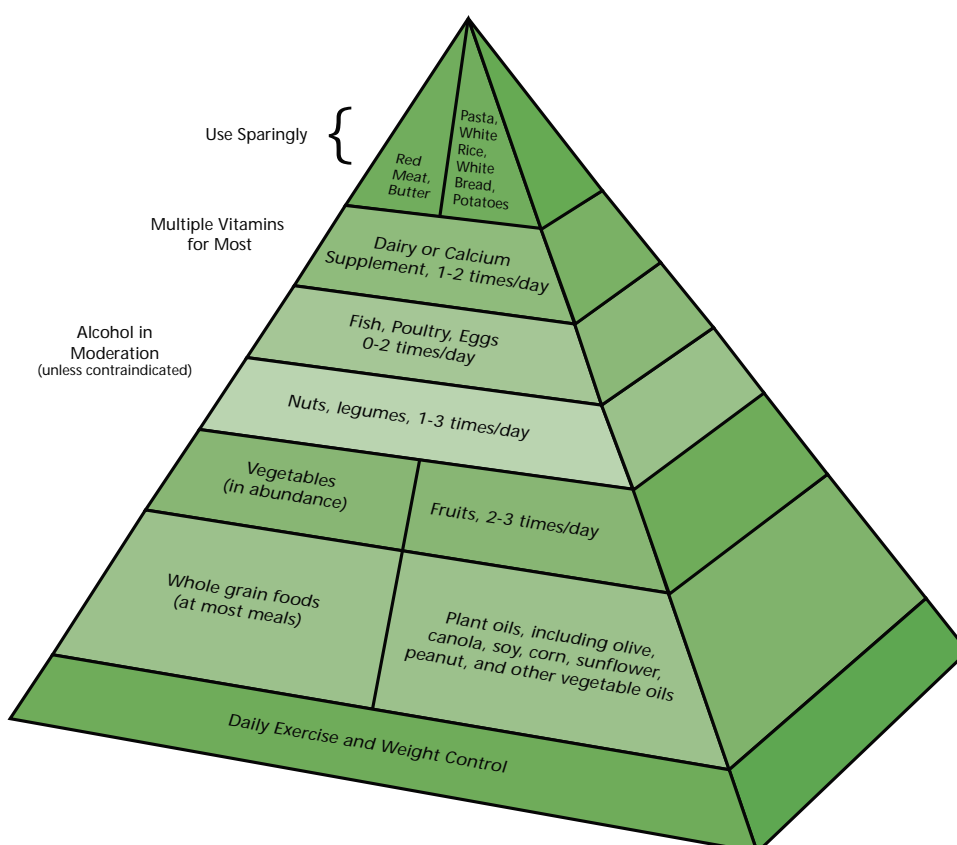 Use Sparingly
Red
Meat,
Butter
Pasta,
White
Rice,
White
Bread,
Potatoes
Multiple Vitamins
for Most
Dairy or Calcium
Supplement, 1-2 times/day
Alcohol in
Moderation
(unless contraindicated)
Fish, Poultry, Eggs
0-2 times/day
Nuts, legumes, 1-3 times/day
Vegetables
(in abundance)
Fruits, 2-3 times/day
Whole grain foods
(at most meals)
Plant oils, including olive,
canola, soy, corn, sunflower,
peanut, and other vegetable oils
Daily Exercise and Weight Control